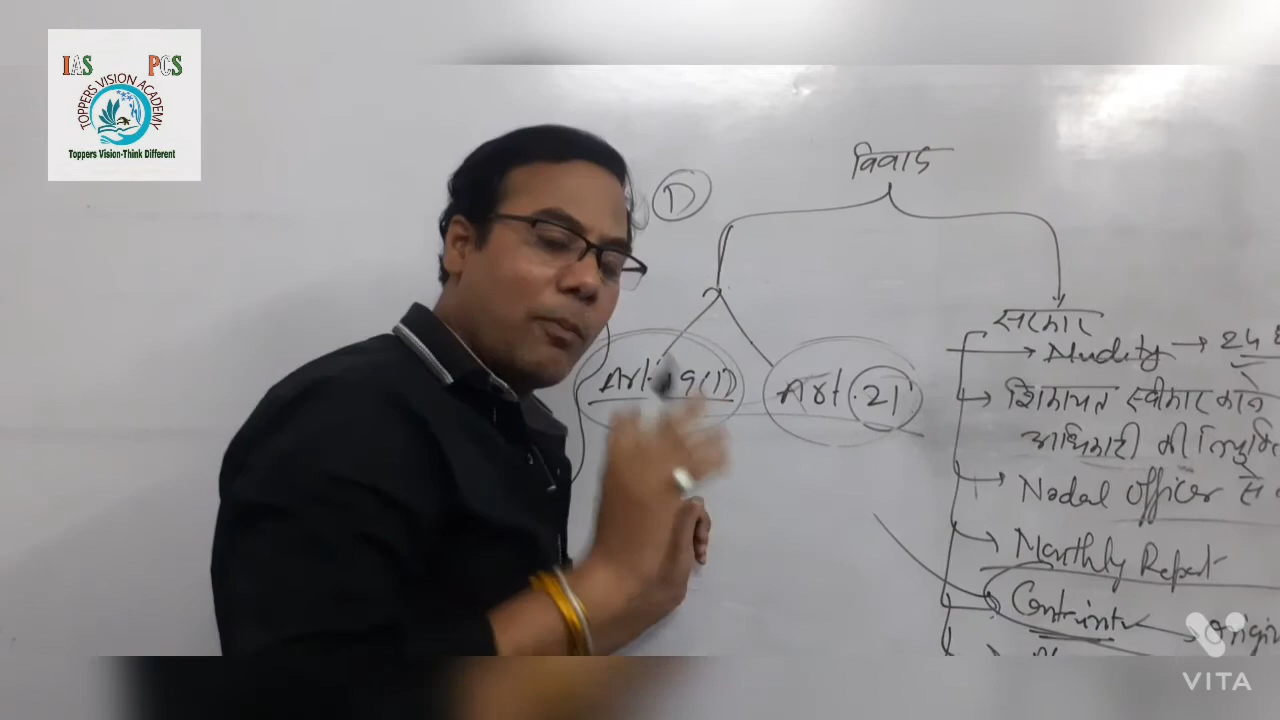 IAS PCS
TOPPERS VISION ACADEMY
Toppers Vision-Think Different
D
विवाद
Art. 19(1)
Art. 21
सरकार
Nudity → 24
शिकायत स्वीकार करने
अधिकारी की नियुक्ति
Nodal officer से
Monthly Report
VITA